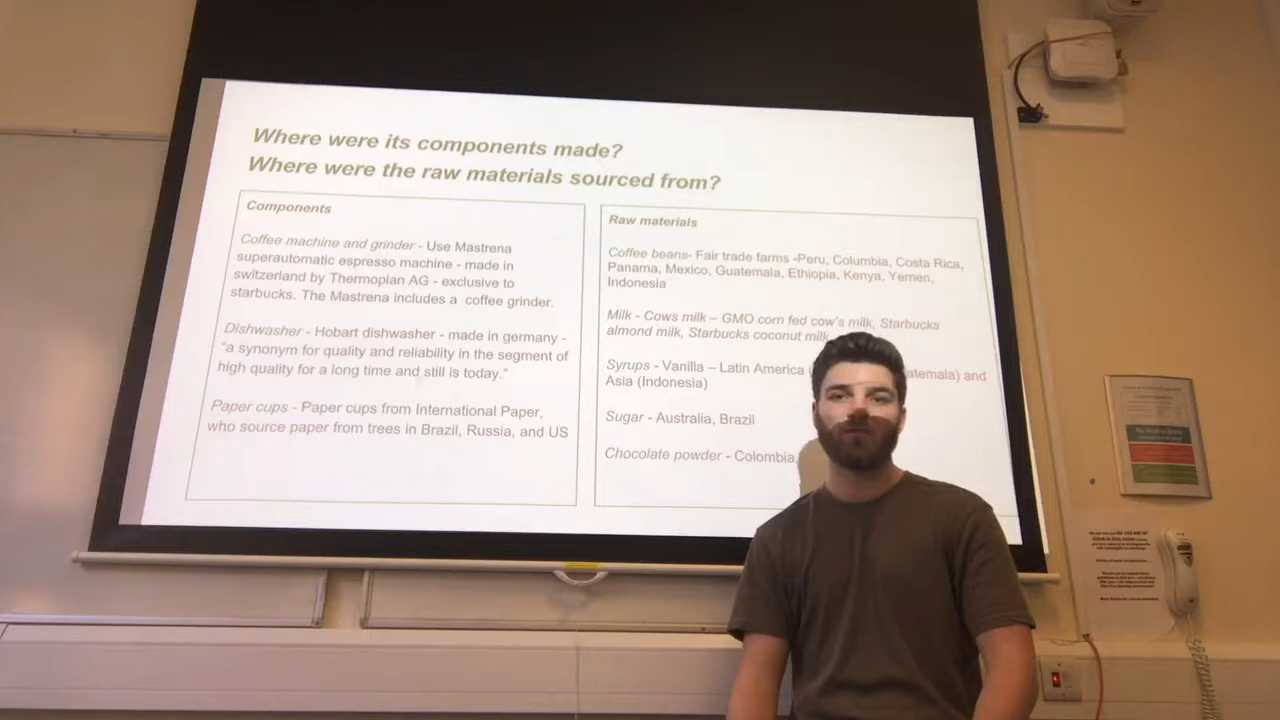 Where were its components made?
Where were the raw materials sourced from?
Components
Coffee machine and grinder - Use Mastrena
superautomatic espresso machine - made in
switzerland by Thermoplan AG - exclusive to
starbucks. The Mastrena includes a coffee grinder.
Dishwasher - Hobart dishwasher - made in germany -
"a synonym for quality and reliability in the segment of
high quality for a long time and still is today."
Paper cups - Paper cups from International Paper,
who source paper from trees in Brazil, Russia, and US
Raw materials
Coffee beans- Fair trade farms -Peru, Columbia, Costa Rica,
Panama, Mexico, Guatemala, Ethiopia, Kenya, Yemen,
Indonesia
Milk - Cows milk – GMO corn fed cow's milk, Starbucks
almond milk, Starbucks coconut milk
Syrups - Vanilla – Latin America and
Asia (Indonesia)
Sugar - Australia, Brazil
Chocolate powder - Colombia,